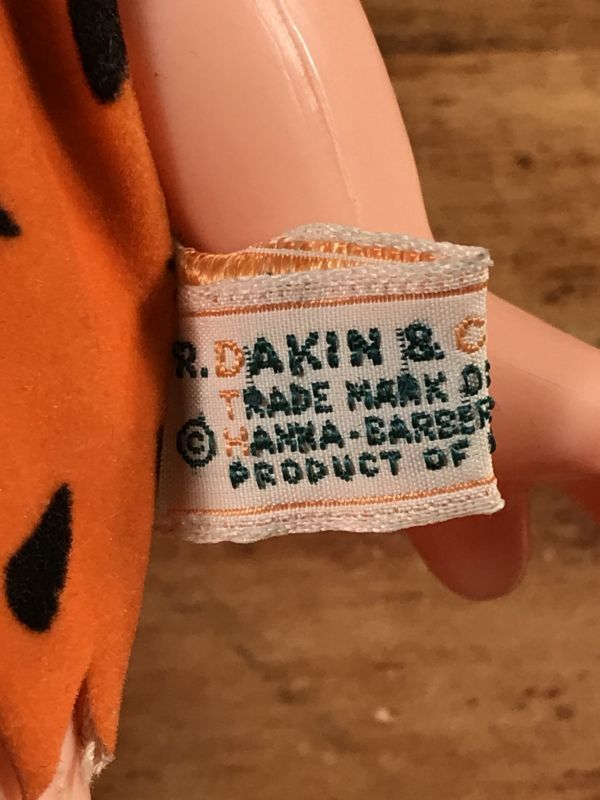 R. DAKIN & C
TRADE MARK O
© HANNA-BARBER
PRODUCT OF